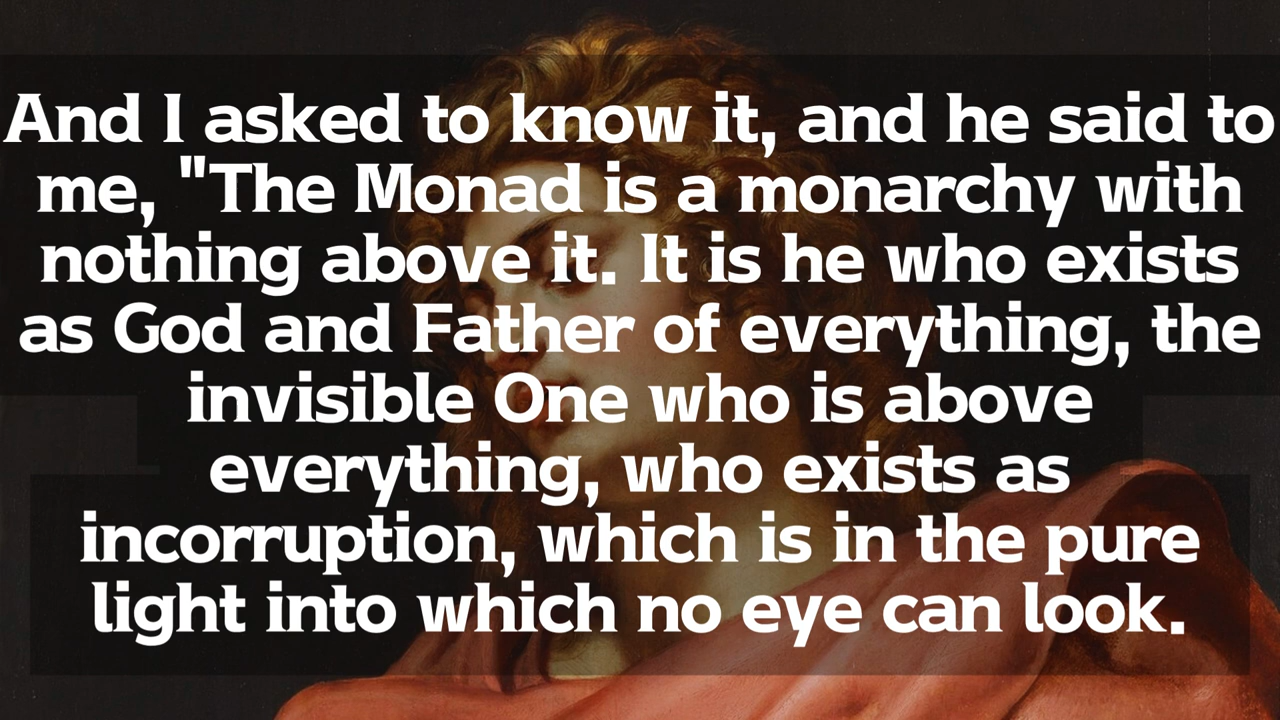 And I asked to know it, and he said to
me, "The Monad is a monarchy with
nothing above it. It is he who exists
as God and Father of everything, the
invisible One who is above
everything, who exists as
incorruption, which is in the pure
light into which no eye can look.